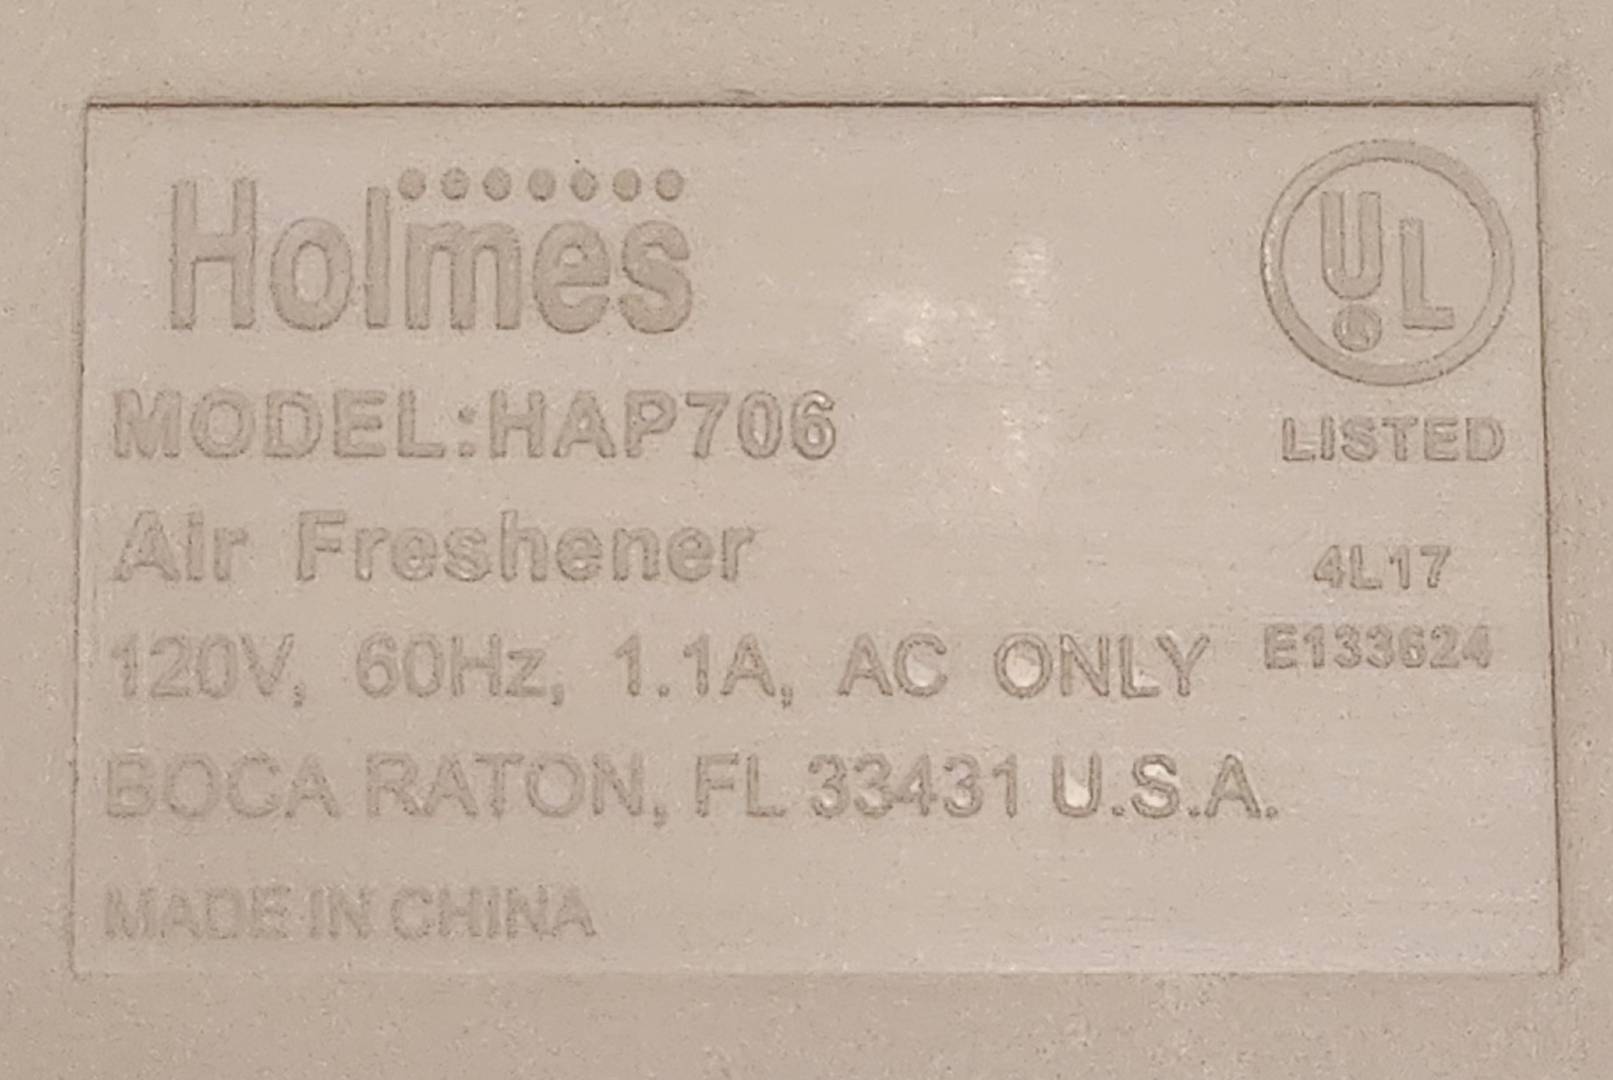 Holmes
MODEL:HAP706
Air Freshener
120V, 60Hz, 1.1A, AC ONLY
BOCA RATON, FL 33431 U.S.A.
MADE IN CHINA
UL
®
LISTED
4L17
E133624